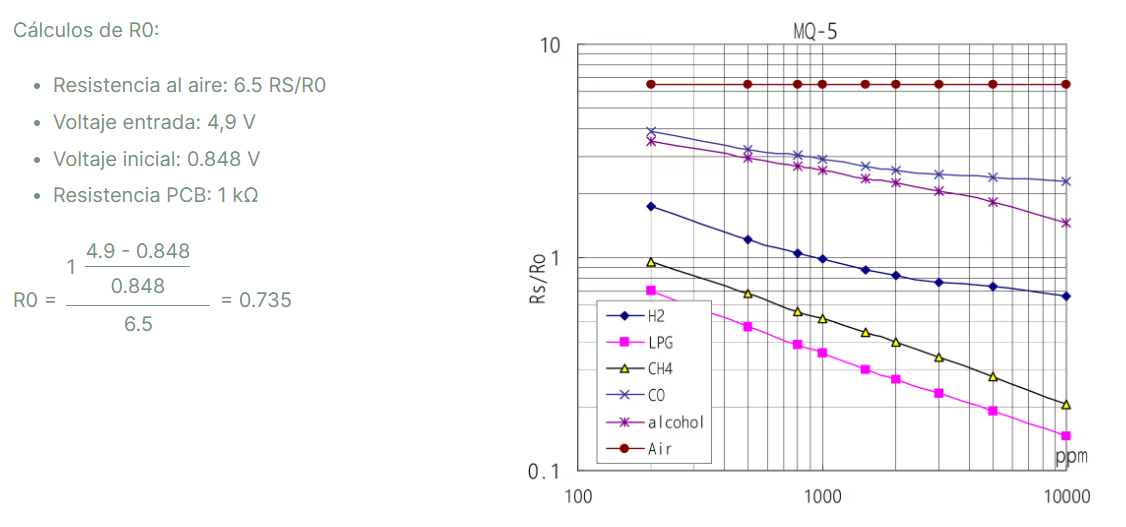 Cálculos de R0:
• Resistencia al aire: 6.5 RS/R0
• Voltaje entrada: 4,9 V
• Voltaje inicial: 0.848 V
• Resistencia PCB: 1 kΩ
4.9 - 0.848
1
0.848
R0 = = 0.735
6.5
MQ-5
10
1
0.1
Rs/Ro
H2
LPG
CH4
CO
alcohol
Air
ppm
100 1000 10000